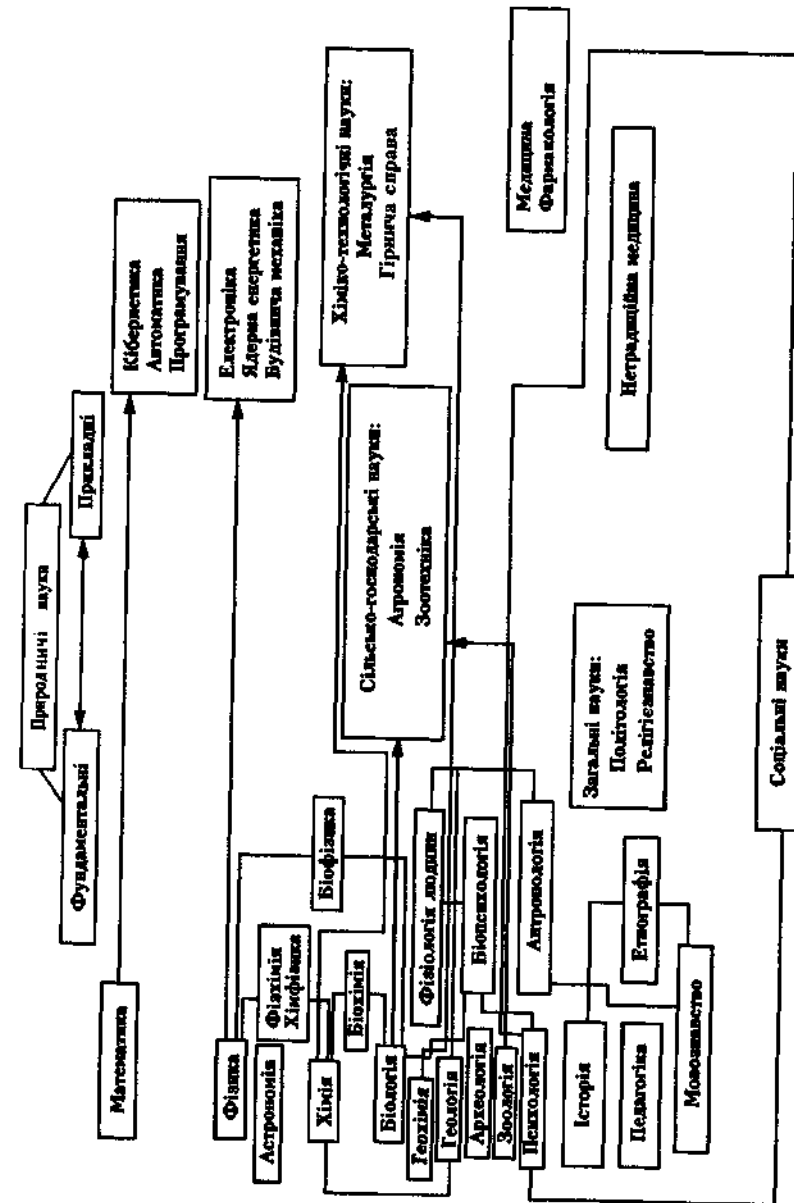 Природничі наука
Фундаментальні
Прикладні
Математика
Кібернетика
Автоматика
Програмування
Фізика
Астрономія
Фізхімія
Хімфізика
Біофізика
Електроніка
Ядерна енергетика
Будівнича механіка
Хімія
Біохімія
Хіміко-технологічні науки:
Металургія
Гірнича справа
Біологія
Сільсько-господарські науки:
Агрономія
Зоотехніка
Геохімія
Геологія
Археологія
Зоологія
Психологія
Фізіологія людини
Біопсихологія
Антропологія
Медицина
Фармакологія
Історія
Педагогіка
Мовознавство
Етнографія
Загальні науки:
Політологія
Релігієзнавство
Нетрадиційна медицина
Соціальні науки